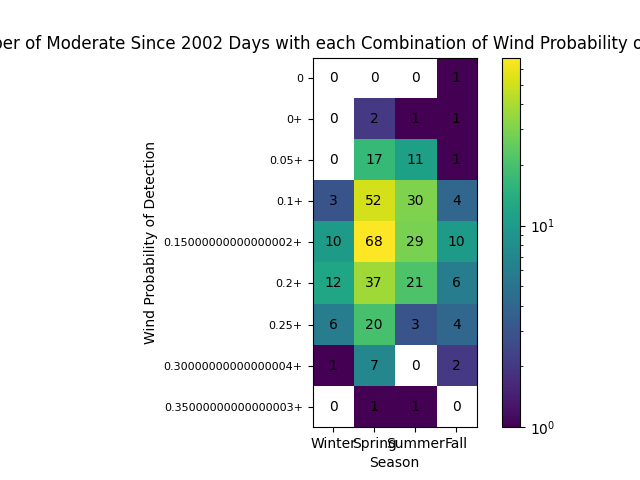 of Moderate Since 2002 Days with each Combination of Wind Probability
0 0 0 0 1
0+ 0 2 1 1
0.05+ 0 17 11 1
0.1+ 3 52 30 4
0.15000000000000002+ 10 68 29 10
0.2+ 12 37 21 6
0.25+ 6 20 3 4
0.30000000000000004+ 1 7 0 2
0.35000000000000003+ 0 1 1 0
Winter Spring Summer Fall
Season
Wind Probability of Detection
10¹
10⁰